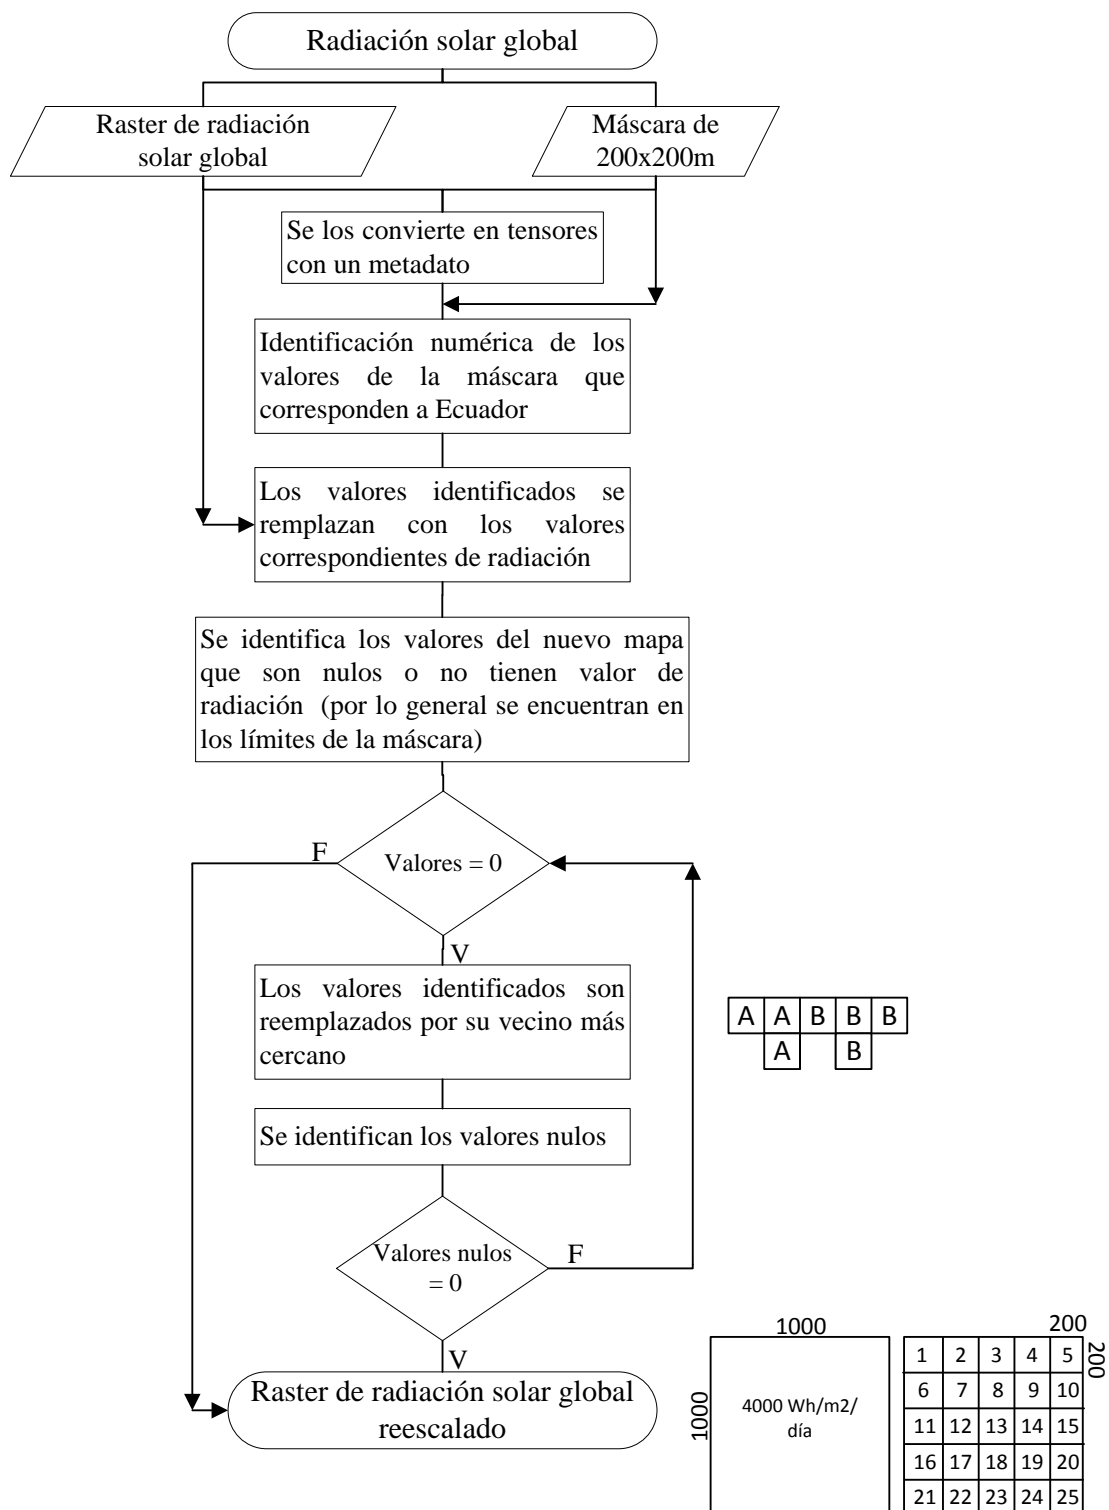 Radiación solar global
Raster de radiación
solar global
Máscara de
200x200m
Se los convierte en tensores
con un metadato
Identificación numérica de los
valores de la máscara que
corresponden a Ecuador
Los valores identificados se
remplazan con los valores
correspondientes de radiación
Se identifica los valores del nuevo mapa
que son nulos o no tienen valor de
radiación (por lo general se encuentran en
los límites de la máscara)
F
Valores = 0
V
Los valores identificados son
reemplazados por su vecino más
cercano
A A B B B
A B
Se identifican los valores nulos
Valores nulos
= 0
F
V
Raster de radiación solar global
reescalado
1000
1000
4000 Wh/m2/
día
200
200
1 2 3 4 5
6 7 8 9 10
11 12 13 14 15
16 17 18 19 20
21 22 23 24 25